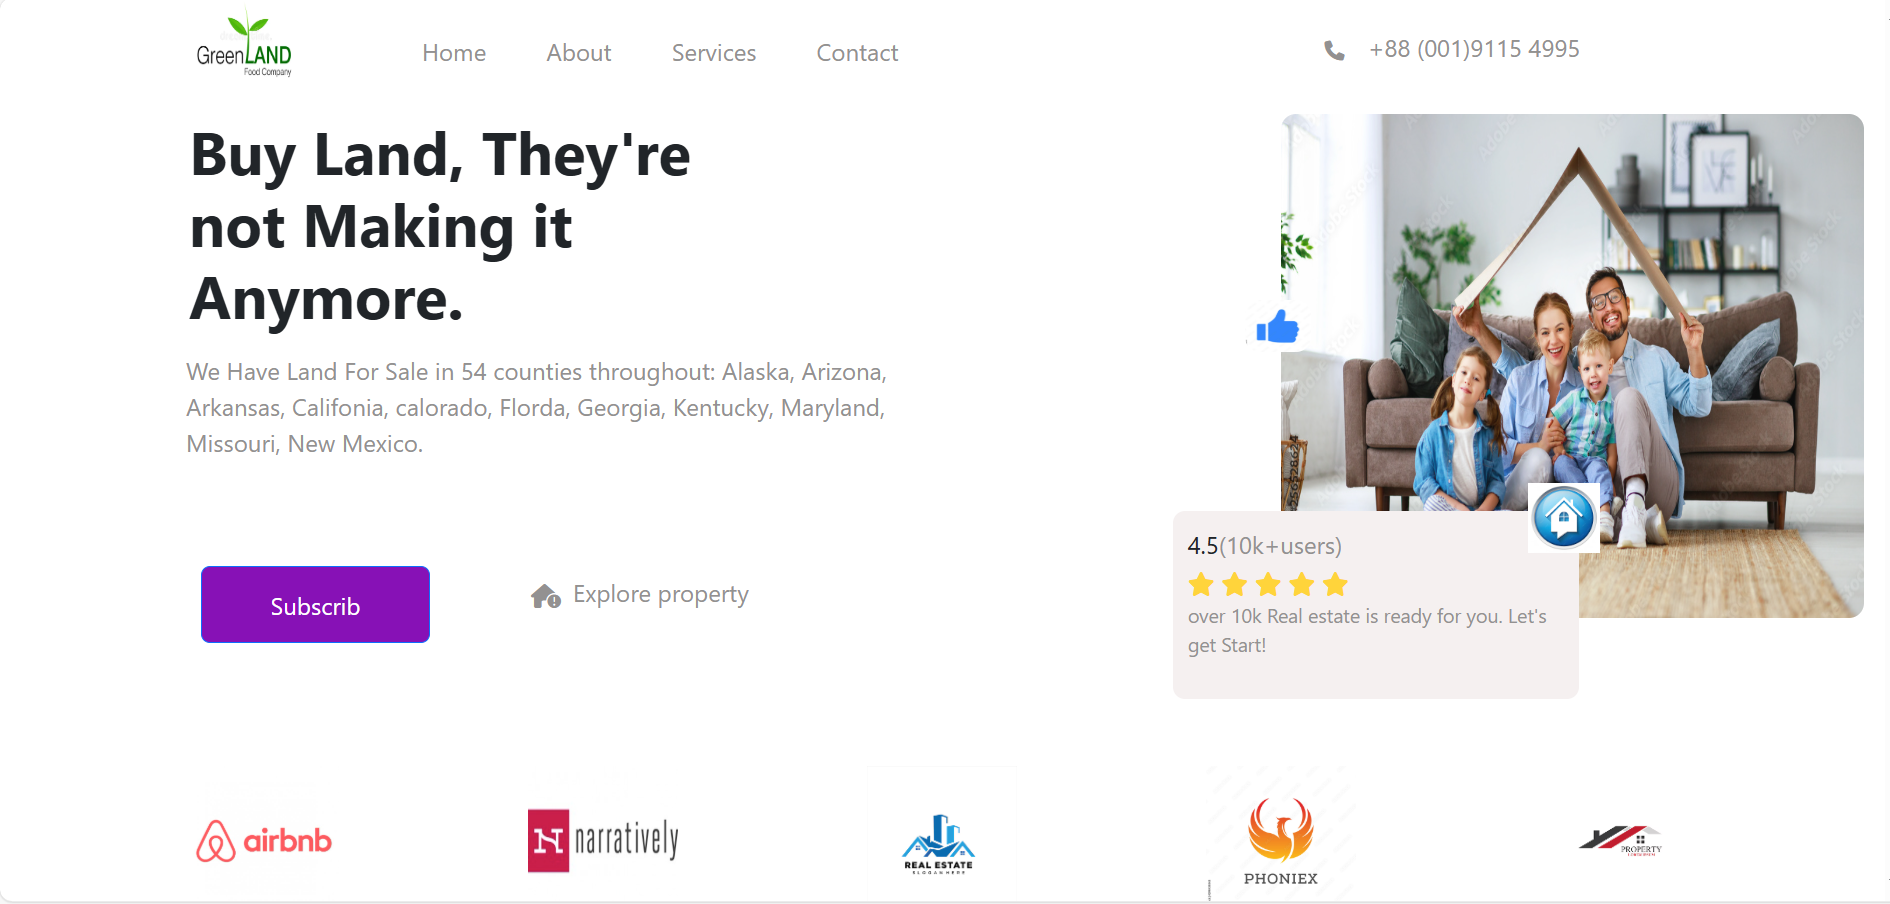 GreenLAND
Food Company
Home
About
Services
Contact
+88 (001)9115 4995
Buy Land, They're
not Making it
Anymore.
We Have Land For Sale in 54 counties throughout: Alaska, Arizona,
Arkansas, Califonia, calorado, Florda, Georgia, Kentucky, Maryland,
Missouri, New Mexico.
Subscrib
Explore property
4.5(10k+users)
over 10k Real estate is ready for you. Let's
get Start!
airbnb
N narratively
REAL ESTATE
SLOGAN HERE
PHONIEX
PROPERTY